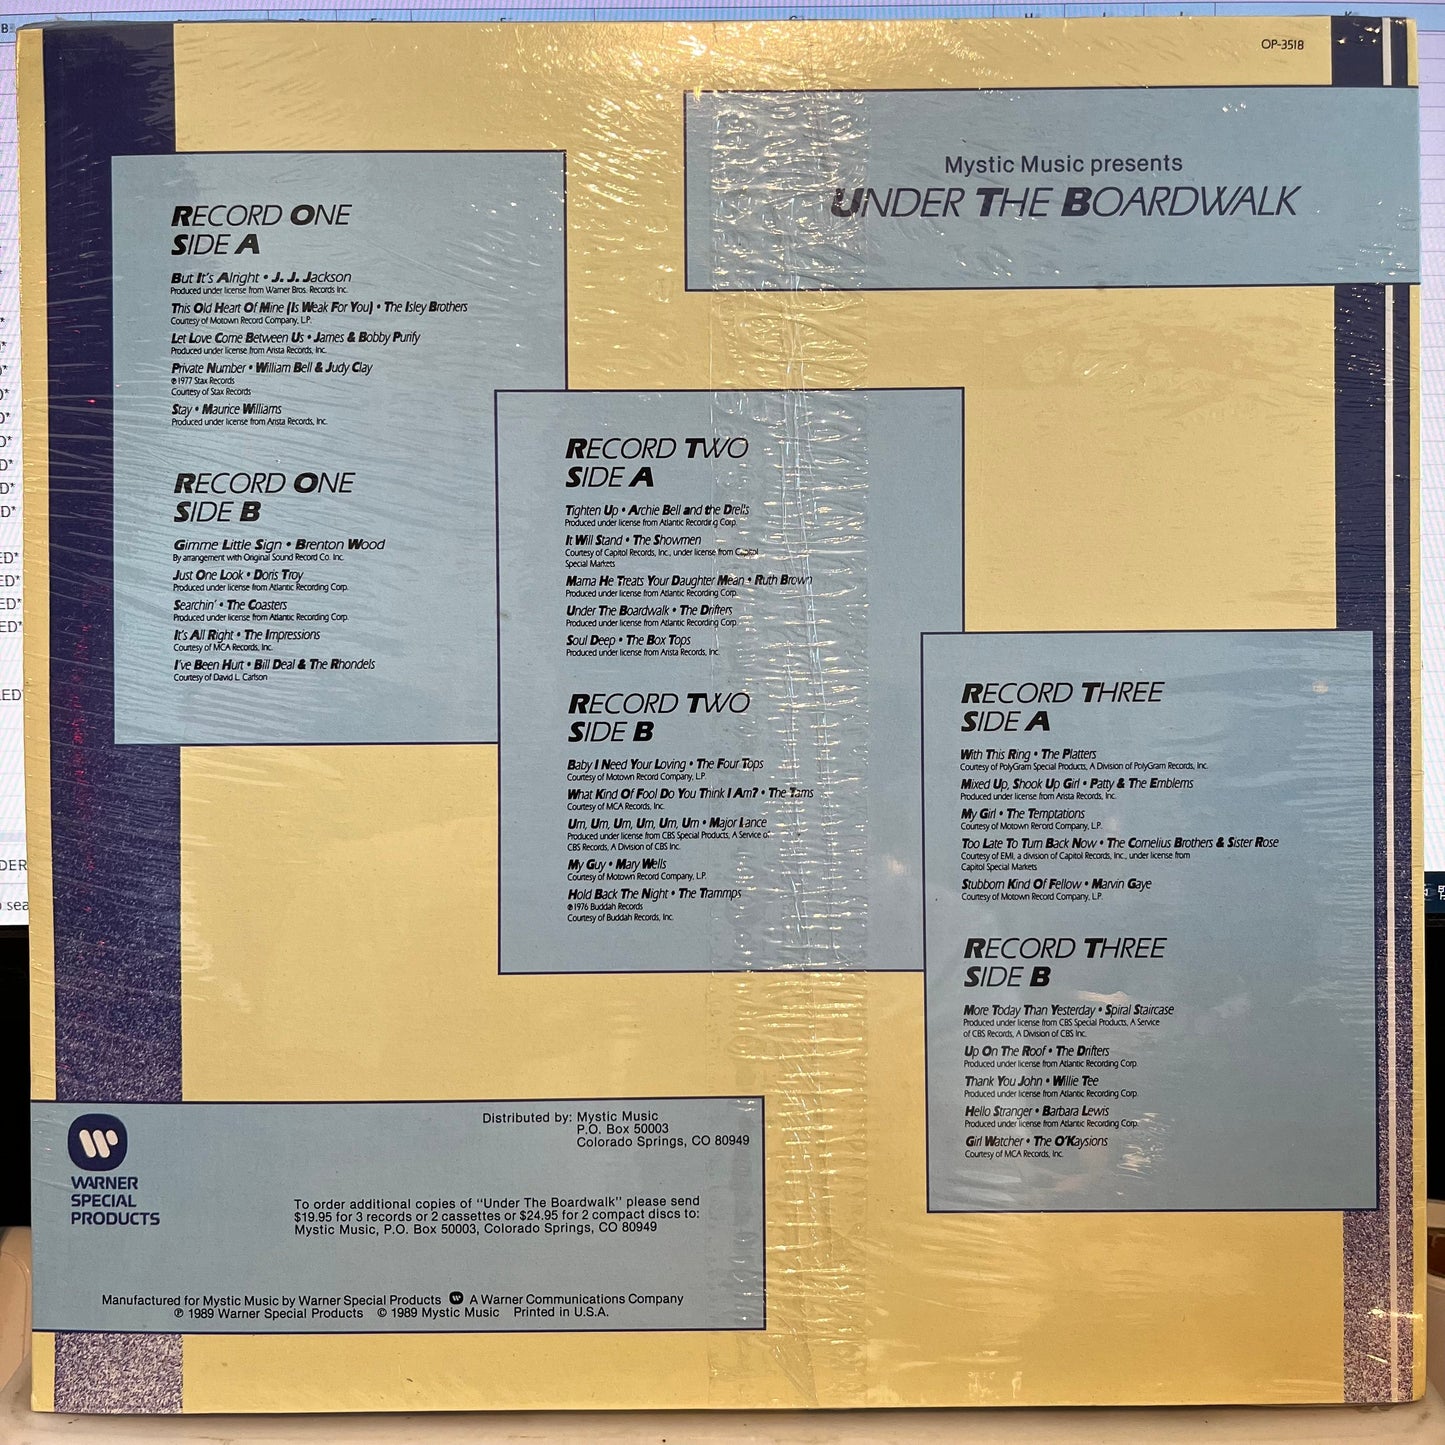 OP-3518
Mystic Music presents
UNDER THE BOARDWALK
RECORD ONE
SIDE A
But It's Alright • J. J. Jackson
Produced under license from Warner Bros. Records Inc.
This Old Heart Of Mine (Is Weak For You) • The Isley Brothers
Courtesy of Motown Record Company, L.P.
Let Love Come Between Us • James & Bobby Purify
Produced under license from Arista Records, Inc.
Private Number • William Bell & Judy Clay
℗ 1977 Stax Records
Courtesy of Stax Records
Stay • Maurice Williams
Produced under license from Arista Records, Inc.
RECORD ONE
SIDE B
Gimme Little Sign • Brenton Wood
By arrangement with Original Sound Record Co. Inc.
Just One Look • Doris Troy
Produced under license from Atlantic Recording Corp.
Searchin' • The Coasters
Produced under license from Atlantic Recording Corp.
It's All Right • The Impressions
Courtesy of MCA Records, Inc.
I've Been Hurt • Bill Deal & The Rhondels
Courtesy of David L. Carlson
RECORD TWO
SIDE A
Tighten Up • Archie Bell and the Drells
Produced under license from Atlantic Recording Corp.
It Will Stand • The Showmen
Courtesy of Capitol Records, Inc., under license from Capitol
Special Markets
Mama He Treats Your Daughter Mean • Ruth Brown
Produced under license from Atlantic Recording Corp.
Under The Boardwalk • The Drifters
Produced under license from Atlantic Recording Corp.
Soul Deep • The Box Tops
Produced under license from Arista Records, Inc.
RECORD TWO
SIDE B
Baby I Need Your Loving • The Four Tops
Courtesy of Motown Record Company, L.P.
What Kind Of Fool Do You Think I Am? • The Tams
Courtesy of MCA Records, Inc.
Um, Um, Um, Um, Um, Um • Major Lance
Produced under license from CBS Special Products, A Service of
CBS Records, A Division of CBS Inc.
My Guy • Mary Wells
Courtesy of Motown Record Company, L.P.
Hold Back The Night • The Trammps
℗ 1976 Buddah Records
Courtesy of Buddah Records, Inc.
RECORD THREE
SIDE A
With This Ring • The Platters
Courtesy of PolyGram Special Products, A Division of PolyGram Records, Inc.
Mixed Up, Shook Up Girl • Patty & The Emblems
Produced under license from Arista Records, Inc.
My Girl • The Temptations
Courtesy of Motown Record Company, L.P.
Too Late To Turn Back Now • The Cornelius Brothers & Sister Rose
Courtesy of EMI, a division of Capitol Records, Inc., under license from
Capitol Special Markets
Stubborn Kind Of Fellow • Marvin Gaye
Courtesy of Motown Record Company, L.P.
RECORD THREE
SIDE B
More Today Than Yesterday • Spiral Staircase
Produced under license from CBS Special Products, A Service
of CBS Records, A Division of CBS Inc.
Up On The Roof • The Drifters
Produced under license from Atlantic Recording Corp.
Thank You John • Willie Tee
Produced under license from Atlantic Recording Corp.
Hello Stranger • Barbara Lewis
Produced under license from Atlantic Recording Corp.
Girl Watcher • The O'Kaysions
Courtesy of MCA Records, Inc.
WARNER
SPECIAL
PRODUCTS
Distributed by: Mystic Music
P.O. Box 50003
Colorado Springs, CO 80949
To order additional copies of "Under The Boardwalk" please send
$19.95 for 3 records or 2 cassettes or $24.95 for 2 compact discs to:
Mystic Music, P.O. Box 50003, Colorado Springs, CO 80949
Manufactured for Mystic Music by Warner Special Products A Warner Communications Company
℗ 1989 Warner Special Products © 1989 Mystic Music Printed in U.S.A.